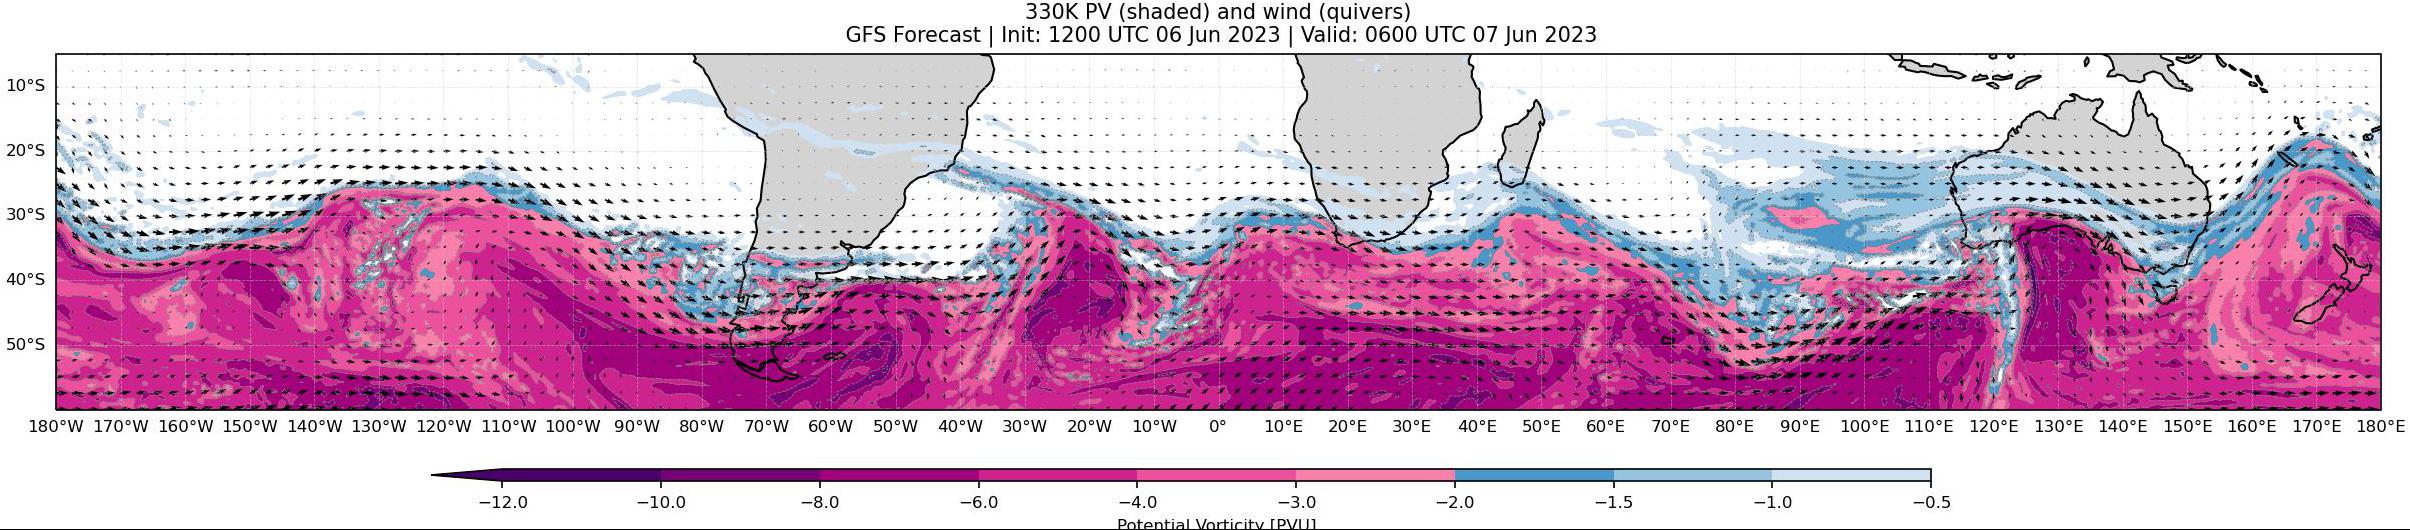 330K PV (shaded) and wind (quivers)
GFS Forecast | Init: 1200 UTC 06 Jun 2023 | Valid: 0600 UTC 07 Jun 2023
10°S
20°S
30°S
40°S
50°S
180°W 170°W 160°W 150°W 140°W 130°W 120°W 110°W 100°W 90°W 80°W 70°W 60°W 50°W 40°W 30°W 20°W 10°W 0° 10°E 20°E 30°E 40°E 50°E 60°E 70°E 80°E 90°E 100°E 110°E 120°E 130°E 140°E 150°E 160°E 170°E 180°E
−12.0 −10.0 −8.0 −6.0 −4.0 −3.0 −2.0 −1.5 −1.0 −0.5
Potential Vorticity [PVU]